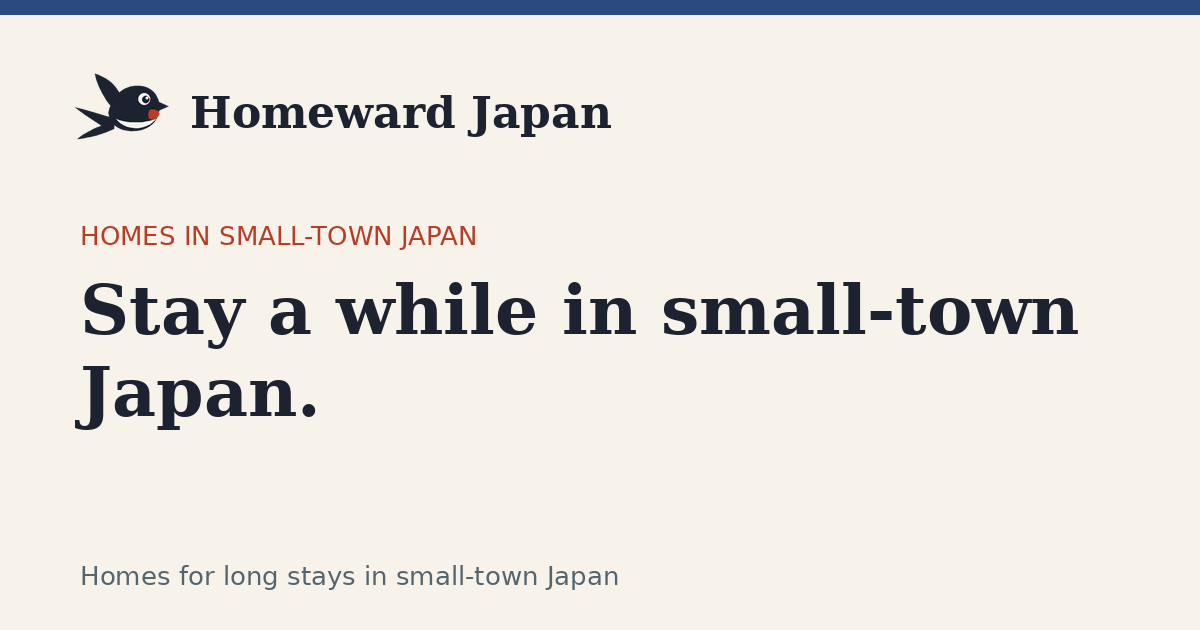 Homeward Japan
HOMES IN SMALL-TOWN JAPAN
Stay a while in small-town
Japan.
Homes for long stays in small-town Japan